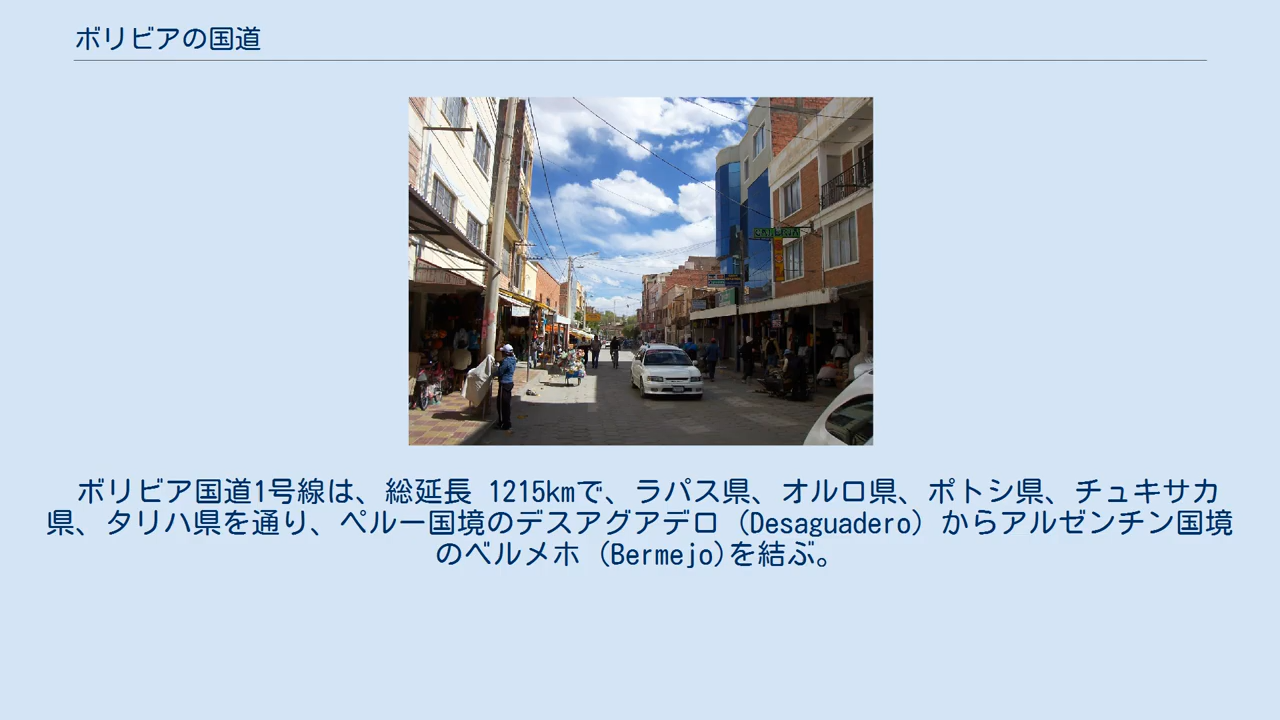 ボリビアの国道
ボリビア国道1号線は、総延長 1215kmで、ラパス県、オルロ県、ポトシ県、チュキサカ
県、タリハ県を通り、ペルー国境のデスアグアデロ (Desaguadero) からアルゼンチン国境
のベルメホ (Bermejo)を結ぶ。